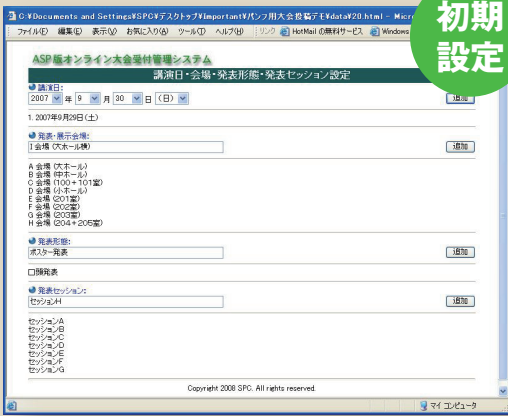 C:¥Documents and Settings¥SPC¥デスクトップ¥Important¥パンフ用大会投稿デモ¥data¥20.html - Micr
初期
設定
ファイル(F) 編集(E) 表示(V) お気に入り(A) ツール(T) ヘルプ(H) リンク HotMail の無料サービス Windows
ASP版オンライン大会受付管理システム
講演日・会場・発表形態・発表セッション設定
講演日:
2007 年 9 月 30 日 (日) 追加
1. 2007年9月29日(土)
発表・展示会場:
I 会場 (大ホール横) 追加
A 会場 (大ホール)
B 会場 (中ホール)
C 会場 (100+101室)
D 会場 (小ホール)
E 会場 (201室)
F 会場 (202室)
G 会場 (203室)
H 会場 (204+205室)
発表形態:
ポスター発表 追加
口頭発表
発表セッション:
セッションH 追加
セッションA
セッションB
セッションC
セッションD
セッションE
セッションF
セッションG
Copyright 2008 SPC. All rights reserved.
マイ コンピュータ